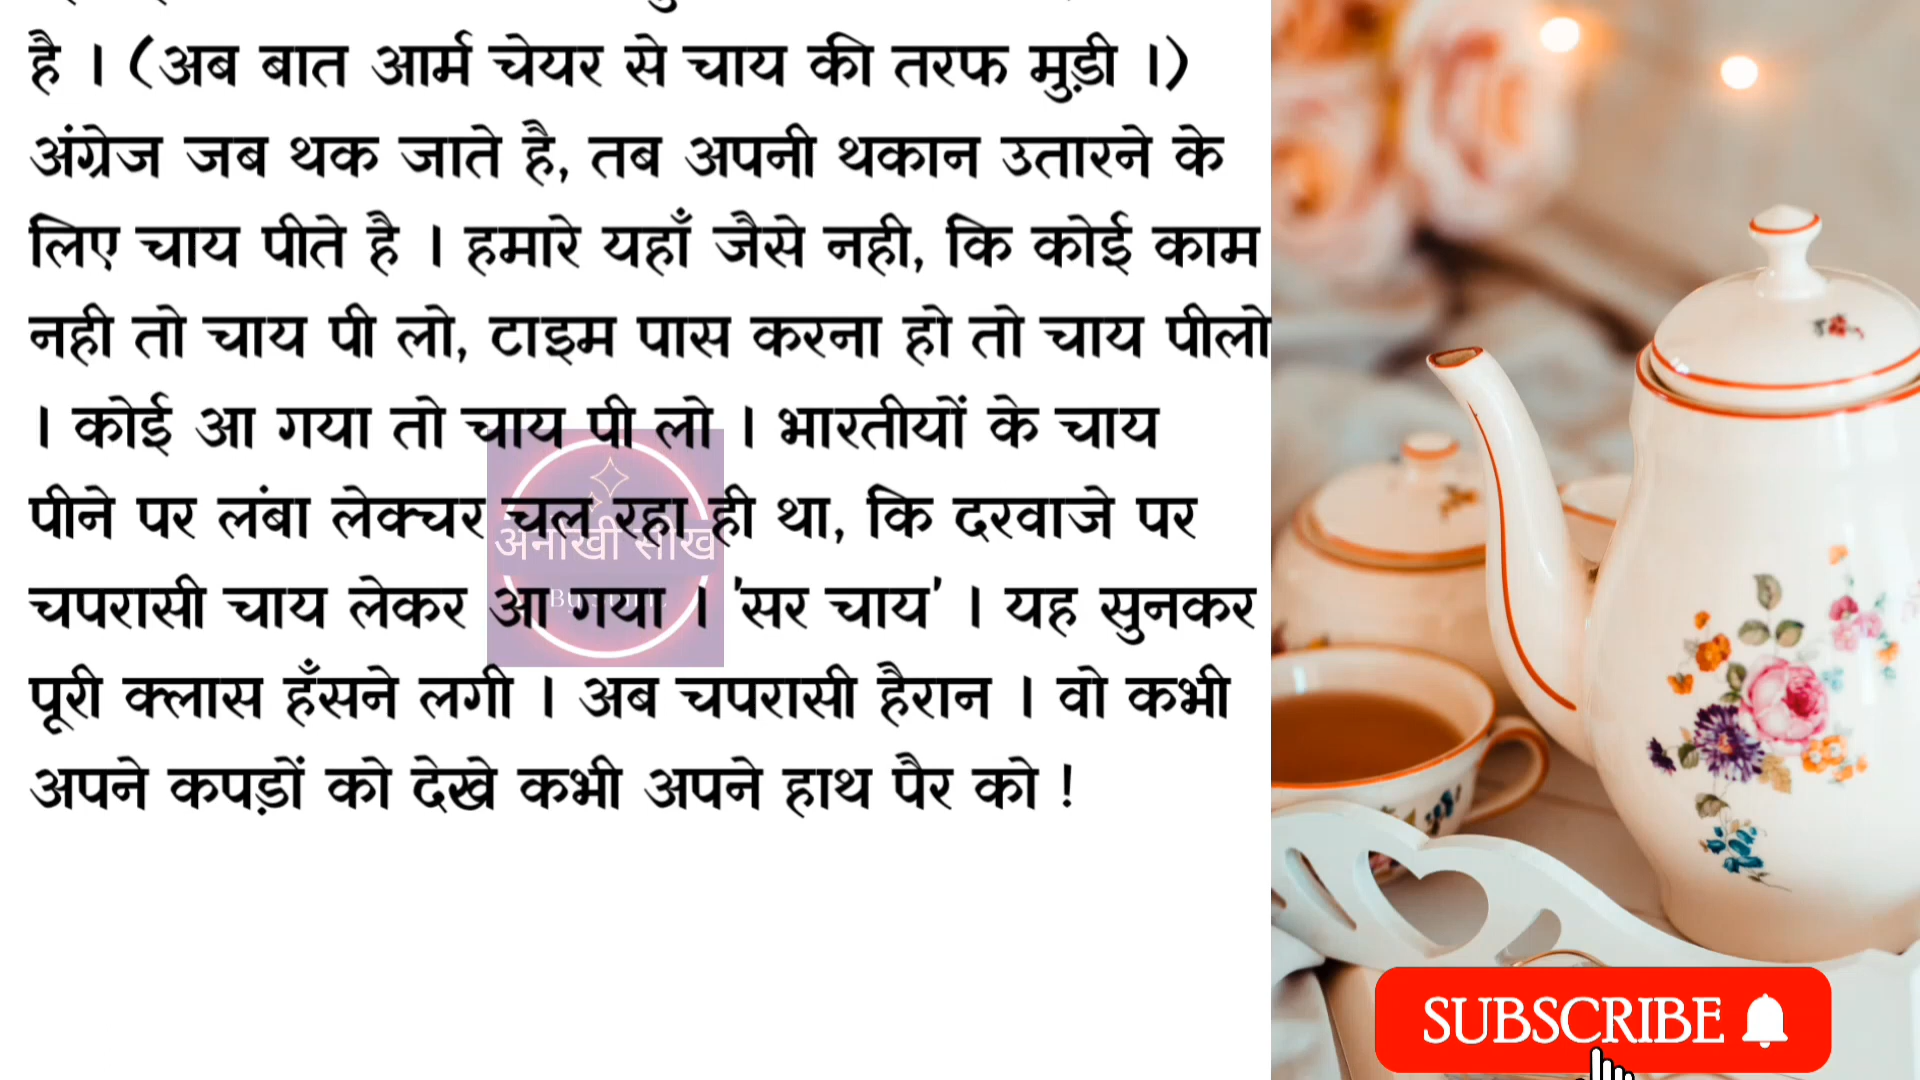 है । (अब बात आर्म चेयर से चाय की तरफ मुड़ी ।)
अंग्रेज जब थक जाते है, तब अपनी थकान उतारने के
लिए चाय पीते है । हमारे यहाँ जैसे नही, कि कोई काम
नही तो चाय पी लो, टाइम पास करना हो तो चाय पीलो
। कोई आ गया तो चाय पी लो । भारतीयों के चाय
पीने पर लंबा लेक्चर चल रहा ही था, कि दरवाजे पर
अनोखी सीख
चपरासी चाय लेकर आ गया । 'सर चाय' । यह सुनकर
पूरी क्लास हँसने लगी । अब चपरासी हैरान । वो कभी
अपने कपड़ों को देखे कभी अपने हाथ पैर को !
SUBSCRIBE